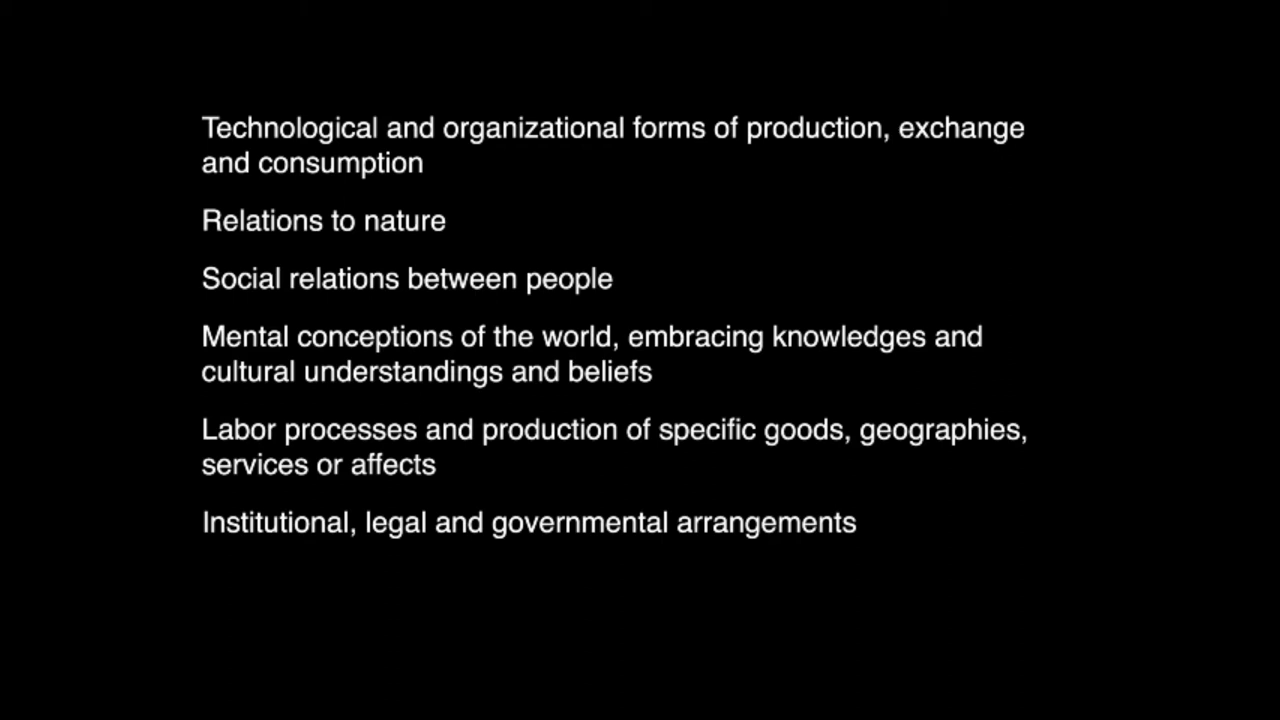 Technological and organizational forms of production, exchange
and consumption
Relations to nature
Social relations between people
Mental conceptions of the world, embracing knowledges and
cultural understandings and beliefs
Labor processes and production of specific goods, geographies,
services or affects
Institutional, legal and governmental arrangements